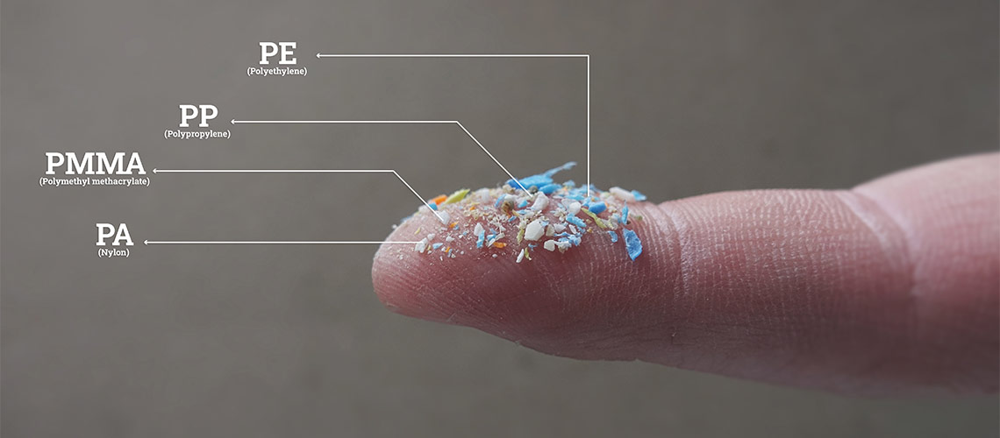 PE
(Polyethylene)
PP
(Polypropylene)
PMMA
(Polymethyl methacrylate)
PA
(Nylon)